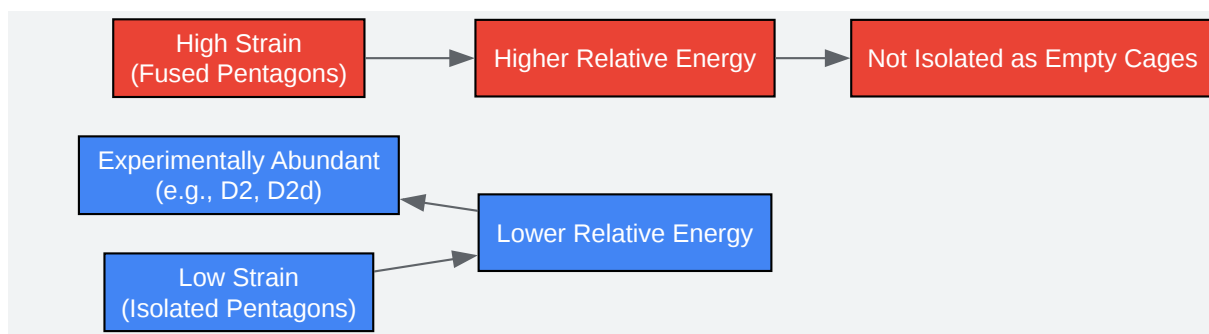 High Strain
(Fused Pentagons)
Higher Relative Energy
Not Isolated as Empty Cages
Experimentally Abundant
(e.g., D2, D2d)
Lower Relative Energy
Low Strain
(Isolated Pentagons)